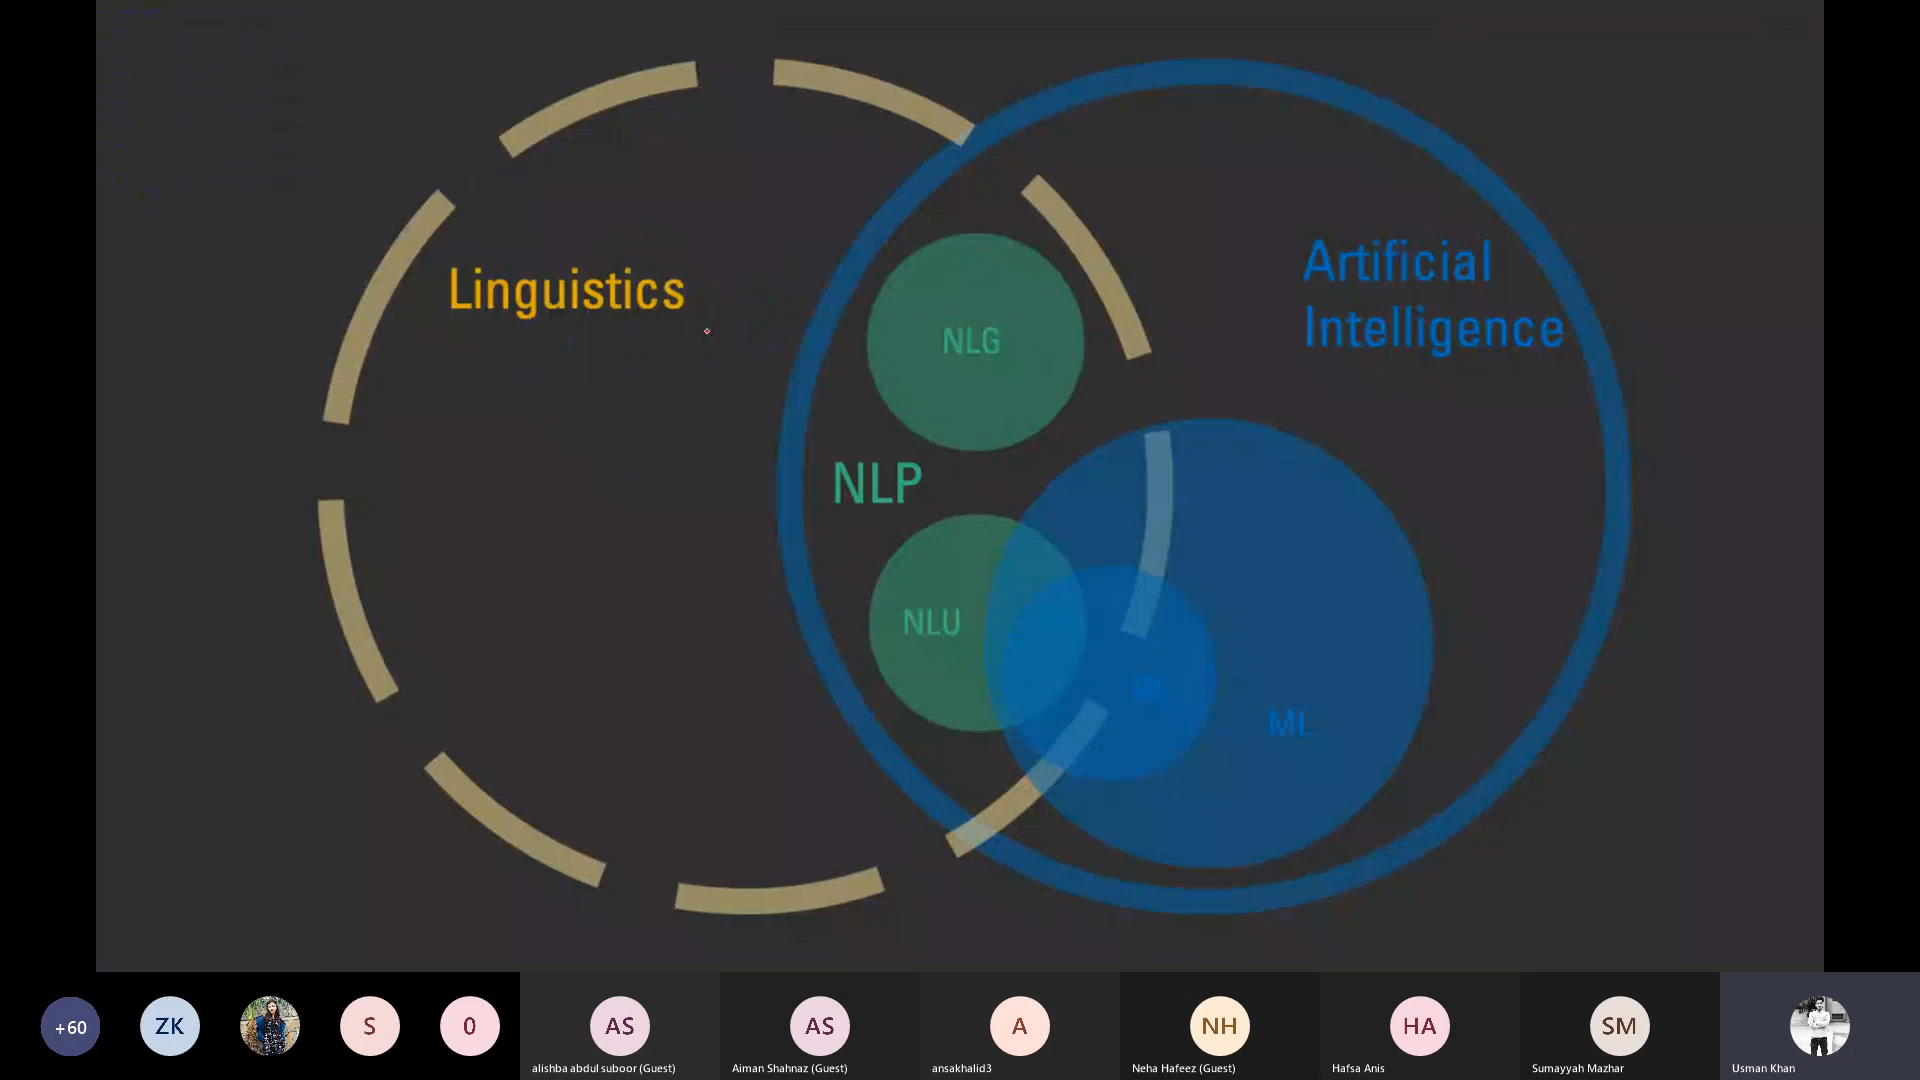 Linguistics
Artificial
Intelligence
NLG
NLP
NLU
ML
+60
ZK
S
0
AS
AS
A
NH
HA
SM
alishba abdul suboor (Guest)
Aiman Shahnaz (Guest)
ansakhalid3
Neha Hafeez (Guest)
Hafsa Anis
Sumayyah Mazhar
Usman Khan